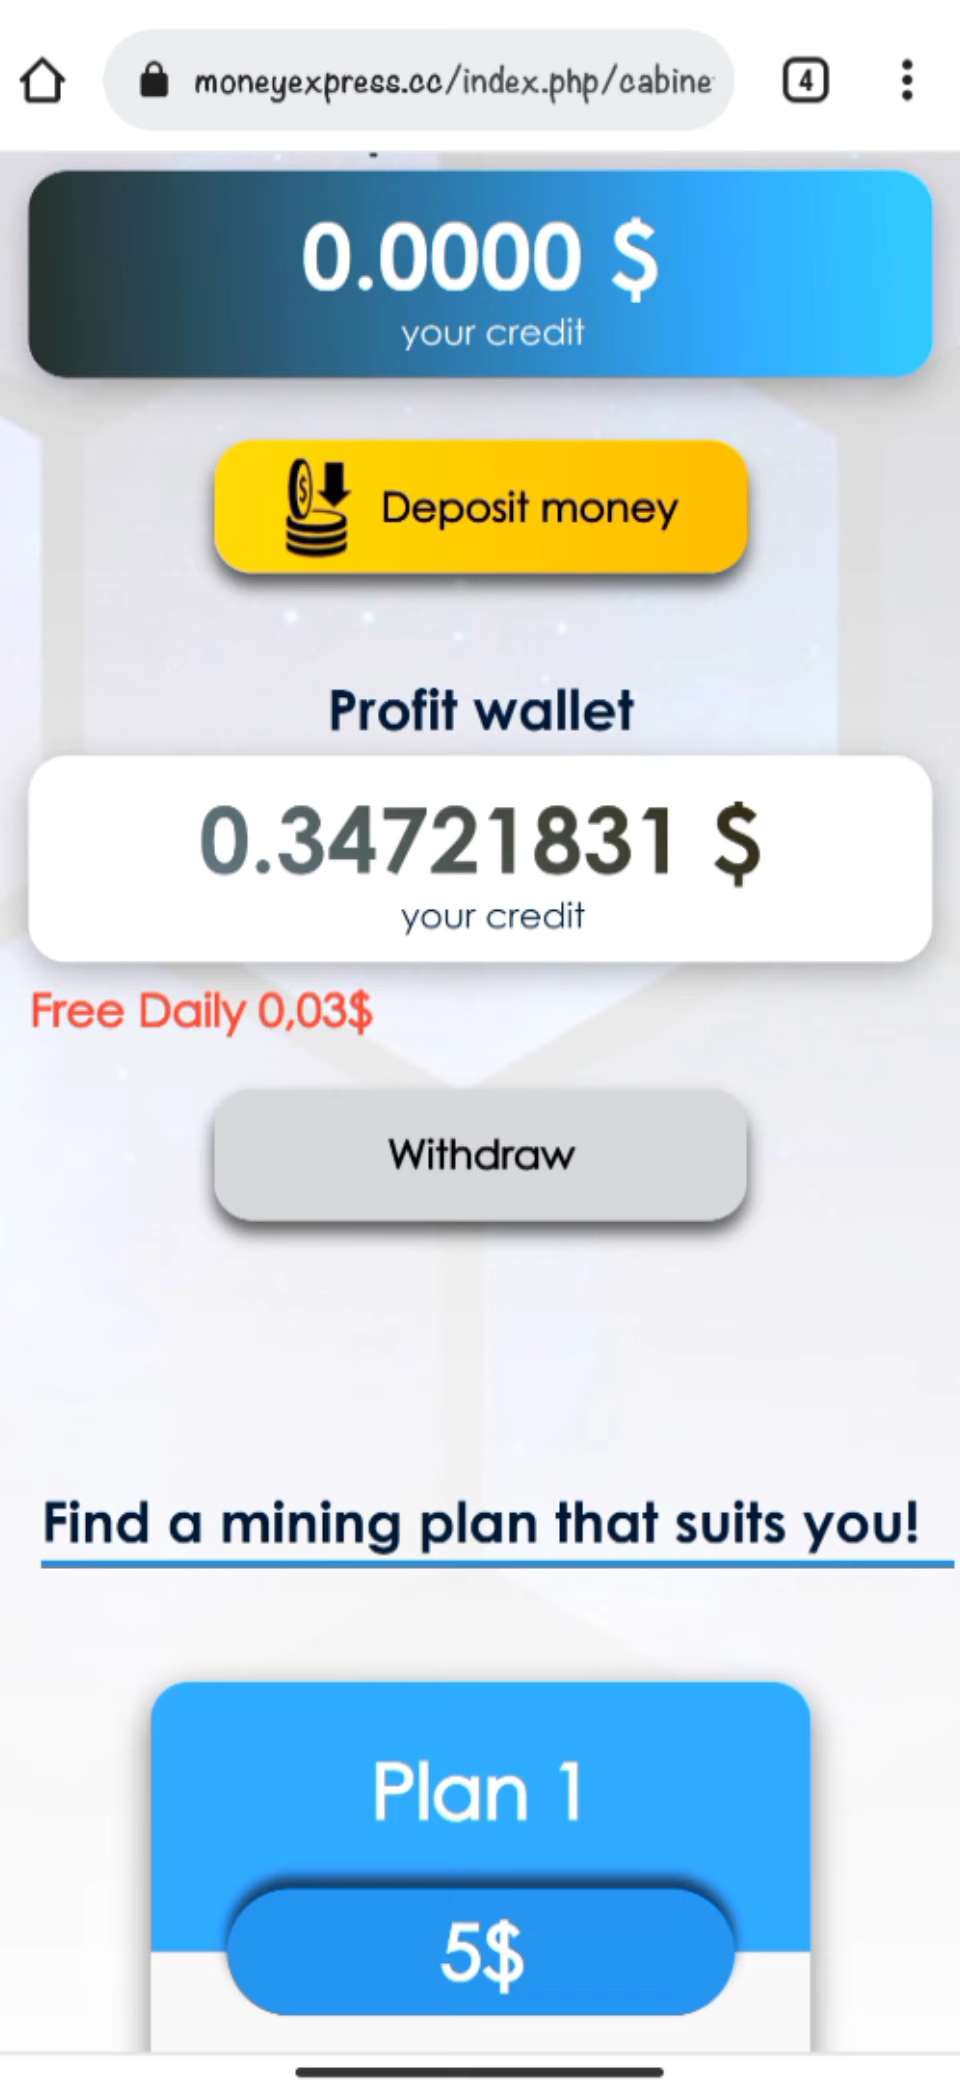 moneyexpress.cc/index.php/cabine
4
0.0000 $
your credit
Deposit money
Profit wallet
0.34721831 $
your credit
Free Daily 0,03$
Withdraw
Find a mining plan that suits you!
Plan 1
5$